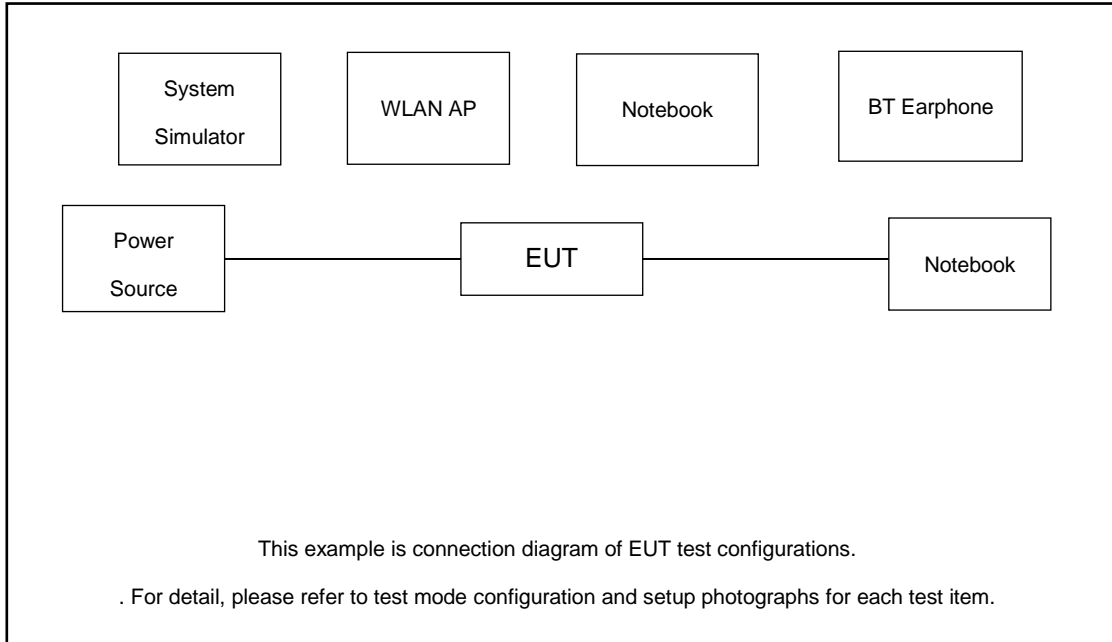 System
Simulator
WLAN AP
Notebook
BT Earphone
Power
Source
EUT
Notebook
This example is connection diagram of EUT test configurations.
. For detail, please refer to test mode configuration and setup photographs for each test item.